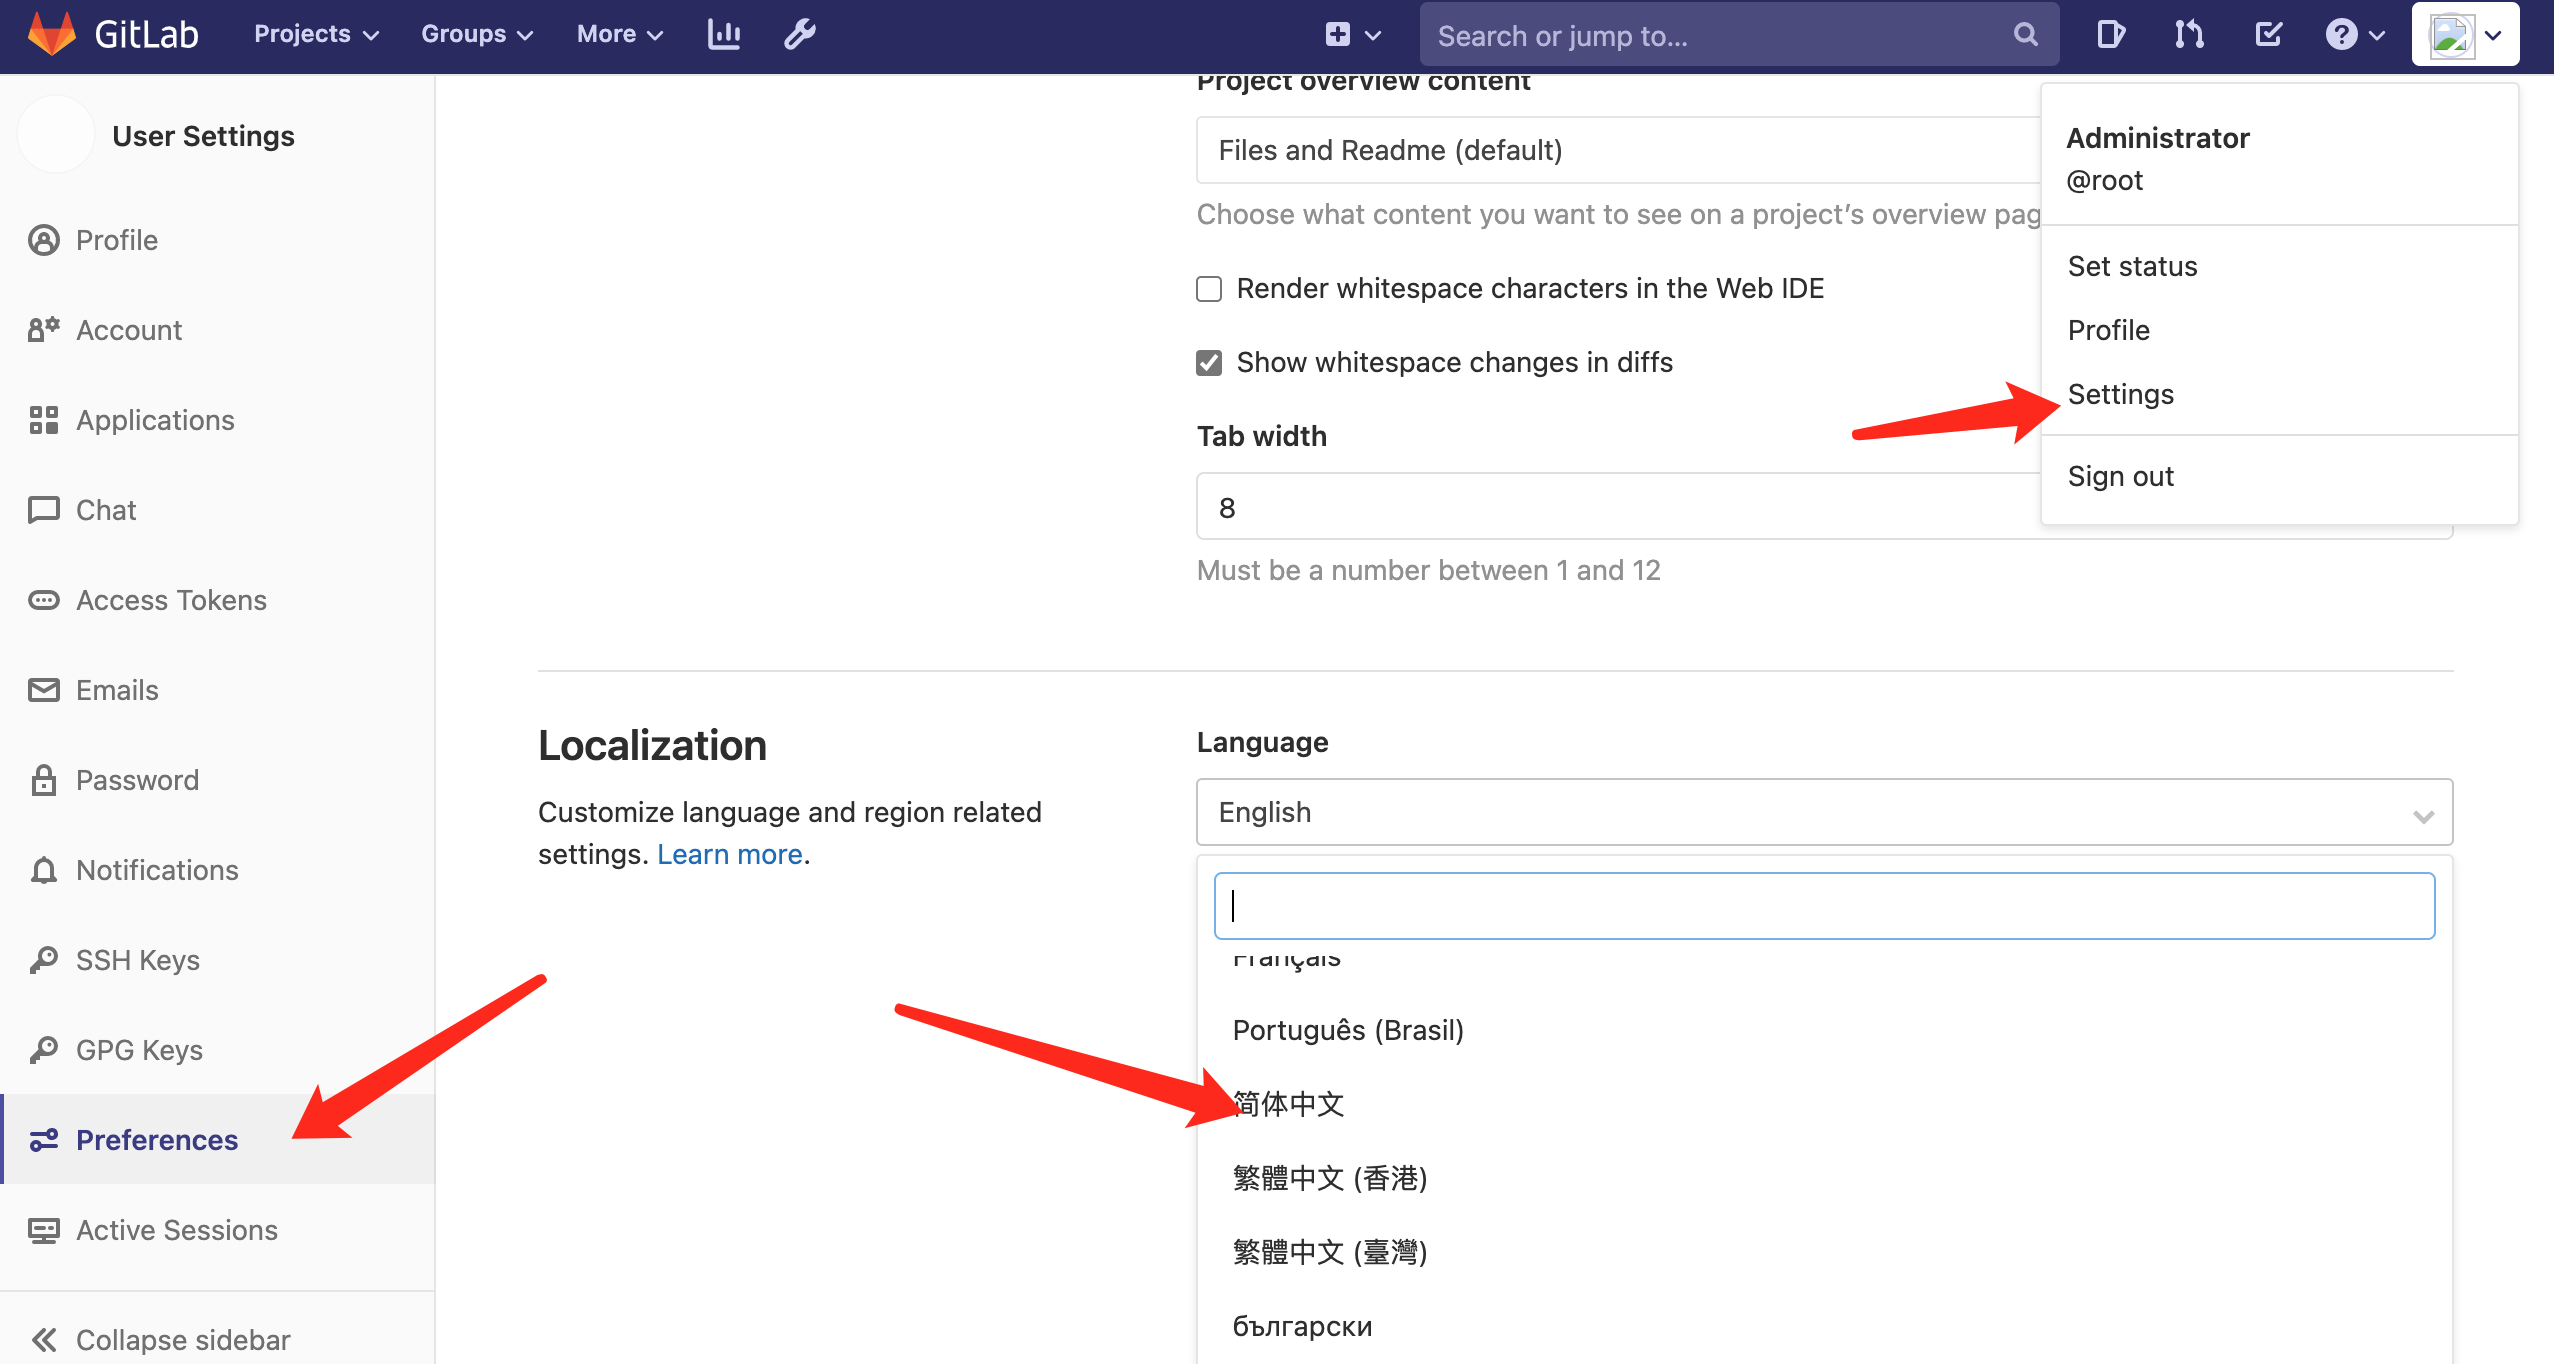 GitLab
Projects
Groups
More
Search or jump to...
User Settings
Profile
Account
Applications
Chat
Access Tokens
Emails
Password
Notifications
SSH Keys
GPG Keys
Preferences
Active Sessions
Collapse sidebar
Project overview content
Files and Readme (default)
Choose what content you want to see on a project’s overview pag
Render whitespace characters in the Web IDE
Show whitespace changes in diffs
Tab width
8
Must be a number between 1 and 12
Administrator
@root
Set status
Profile
Settings
Sign out
Localization
Customize language and region related
settings. Learn more.
Language
English
Français
Português (Brasil)
简体中文
繁體中文 (香港)
繁體中文 (臺灣)
български